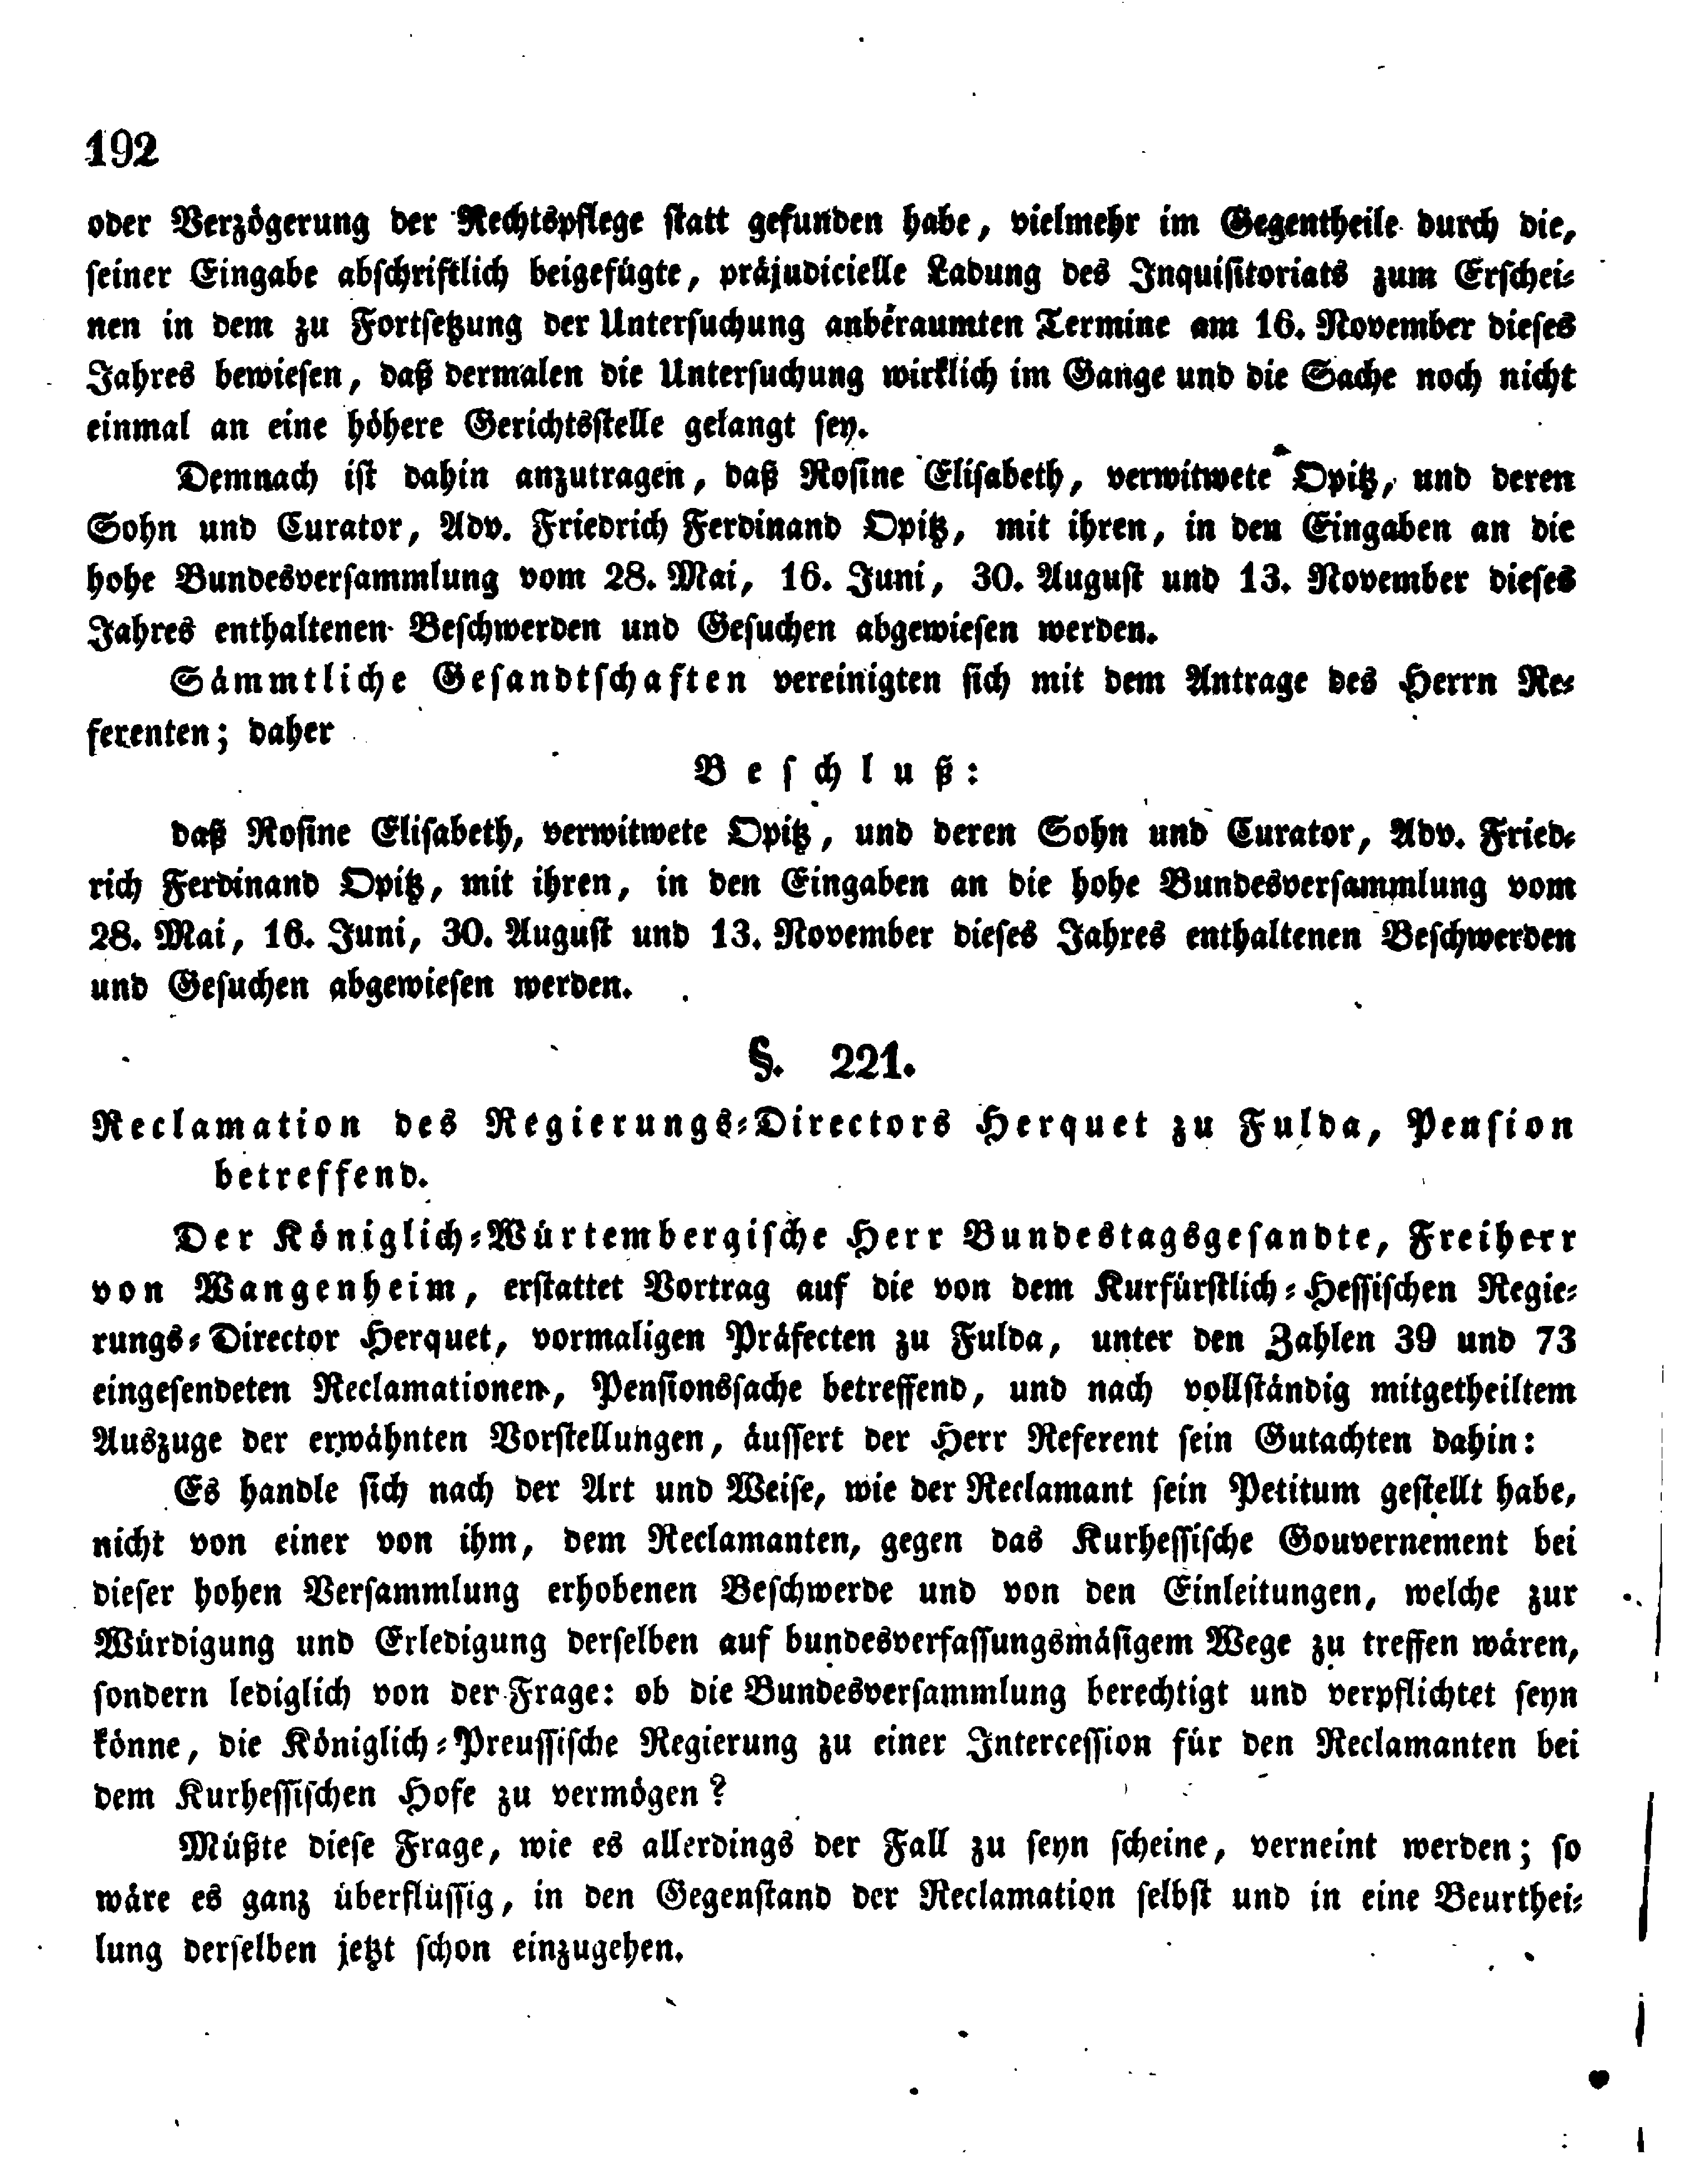 192
oder Verzögerung der Rechtspflege statt gefunden habe, vielmehr im Gegentheile durch die,
seiner Eingabe abschriftlich beigefügte, präjudicielle Ladung des Inquisitoriats zum Erschei-
nen in dem zu Fortsetzung der Untersuchung anberaumten Termine am 16. November dieses
Jahres bewiesen, daß dermalen die Untersuchung wirklich im Gange und die Sache noch nicht
einmal an eine höhere Gerichtsstelle gelangt sey.
Demnach ist dahin anzutragen, daß Rosine Elisabeth, verwitwete Opitz, und deren
Sohn und Curator, Adv. Friedrich Ferdinand Opitz, mit ihren, in den Eingaben an die
hohe Bundesversammlung vom 28. Mai, 16. Juni, 30. August und 13. November dieses
Jahres enthaltenen Beschwerden und Gesuchen abgewiesen werden.
Sämmtliche Gesandtschaften vereinigten sich mit dem Antrage des Herrn Re-
ferenten; daher
Beschluß:
daß Rosine Elisabeth, verwitwete Opitz, und deren Sohn und Curator, Adv. Fried-
rich Ferdinand Opitz, mit ihren, in den Eingaben an die hohe Bundesversammlung vom
28. Mai, 16. Juni, 30. August und 13. November dieses Jahres enthaltenen Beschwerden
und Gesuchen abgewiesen werden.
§. 221.
Reclamation des Regierungs-Directors Herquet zu Fulda, Pension
betreffend.
Der Königlich-Würtembergische Herr Bundestagsgesandte, Freiherr
von Wangenheim, erstattet Vortrag auf die von dem Kurfürstlich-Hessischen Regie-
rungs-Director Herquet, vormaligen Präfecten zu Fulda, unter den Zahlen 39 und 73
eingesendeten Reclamationen, Pensionssache betreffend, und nach vollständig mitgetheiltem
Auszuge der erwähnten Vorstellungen, äussert der Herr Referent sein Gutachten dahin:
Es handle sich nach der Art und Weise, wie der Reclamant sein Petitum gestellt habe,
nicht von einer von ihm, dem Reclamanten, gegen das Kurhessische Gouvernement bei
dieser hohen Versammlung erhobenen Beschwerde und von den Einleitungen, welche zur
Würdigung und Erledigung derselben auf bundesverfassungsmäsigem Wege zu treffen wären,
sondern lediglich von der Frage: ob die Bundesversammlung berechtigt und verpflichtet seyn
könne, die Königlich-Preussische Regierung zu einer Intercession für den Reclamanten bei
dem Kurhessischen Hofe zu vermögen?
Müßte diese Frage, wie es allerdings der Fall zu seyn scheine, verneint werden; so
wäre es ganz überflüssig, in den Gegenstand der Reclamation selbst und in eine Beurthei-
lung derselben jetzt schon einzugehen.